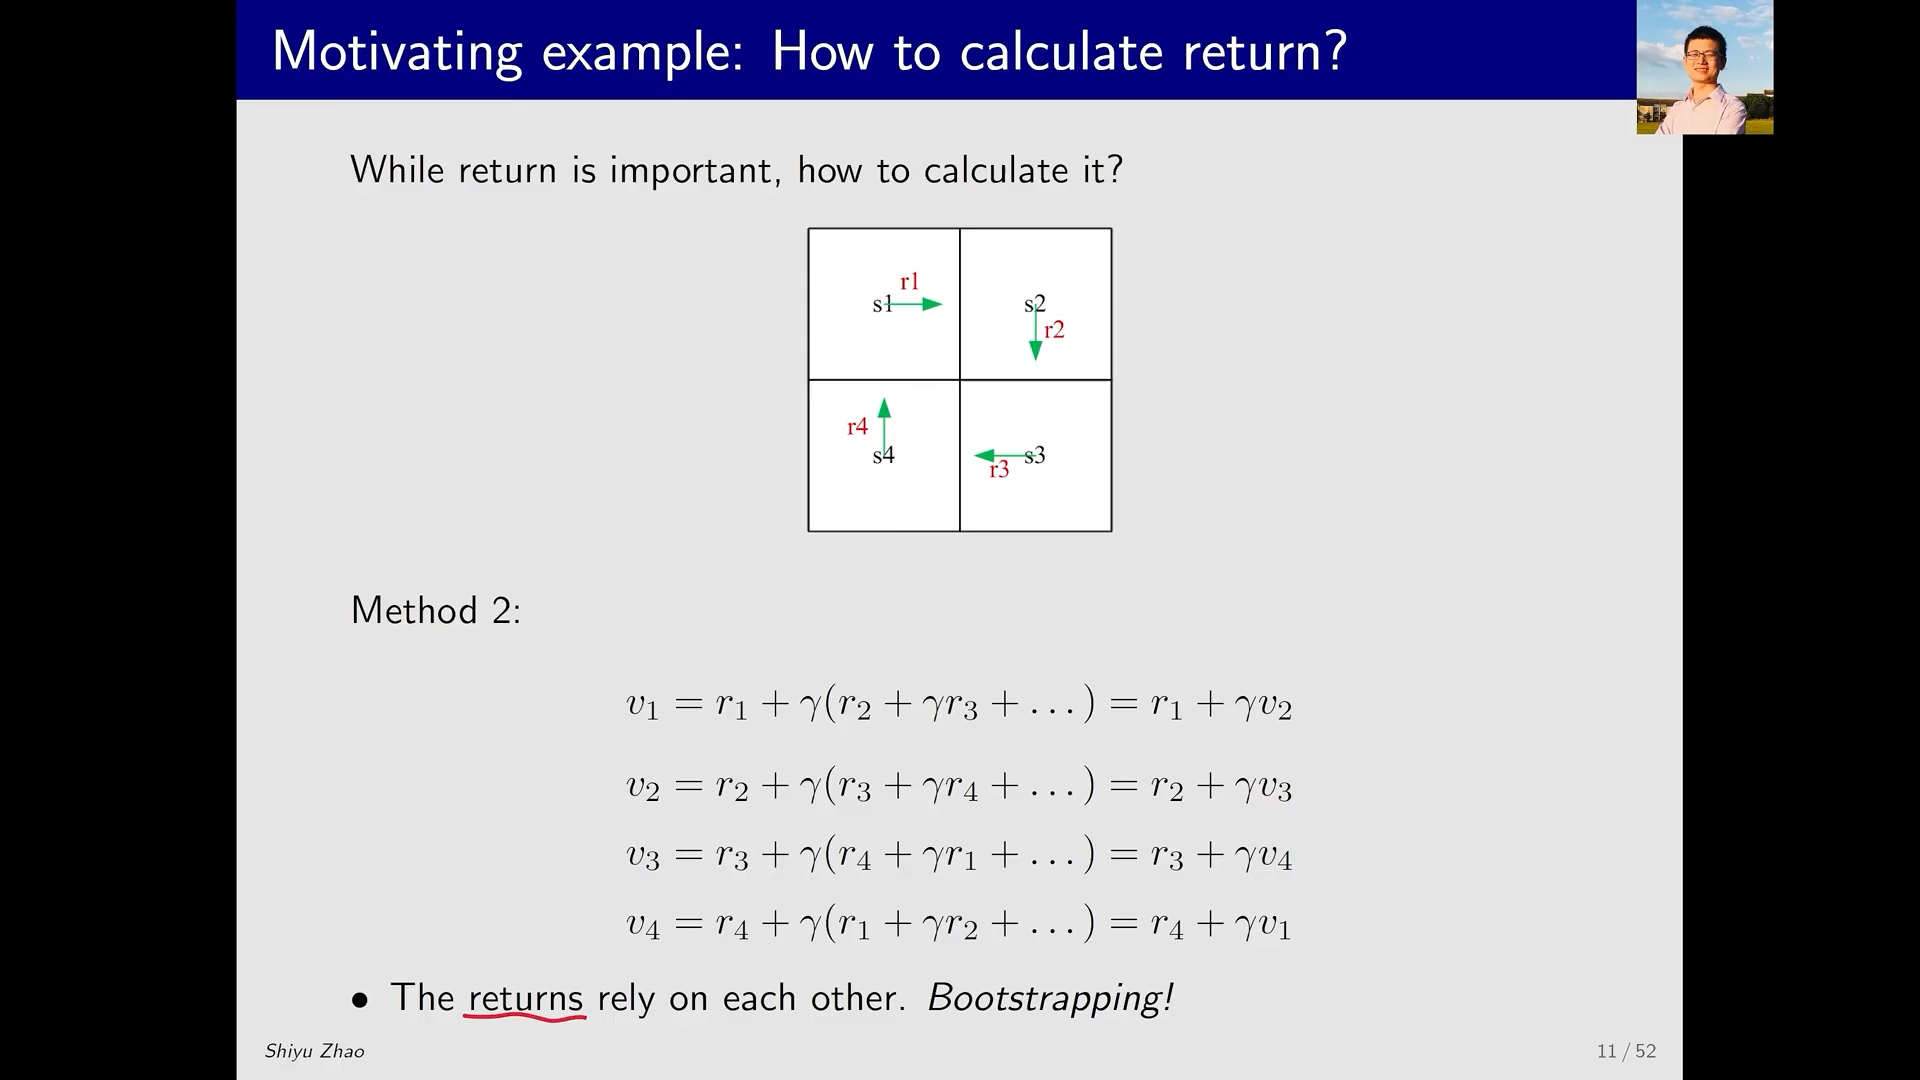 Motivating example: How to calculate return?
While return is important, how to calculate it?
r1
s1
s2
r2
r4
s4
s3
r3
Method 2:
v₁ = r₁ + γ(r₂ + γr₃ + . . . ) = r₁ + γv₂
v₂ = r₂ + γ(r₃ + γr₄ + . . . ) = r₂ + γv₃
v₃ = r₃ + γ(r₄ + γr₁ + . . . ) = r₃ + γv₄
v₄ = r₄ + γ(r₁ + γr₂ + . . . ) = r₄ + γv₁
• The returns rely on each other. Bootstrapping!
Shiyu Zhao
11 / 52